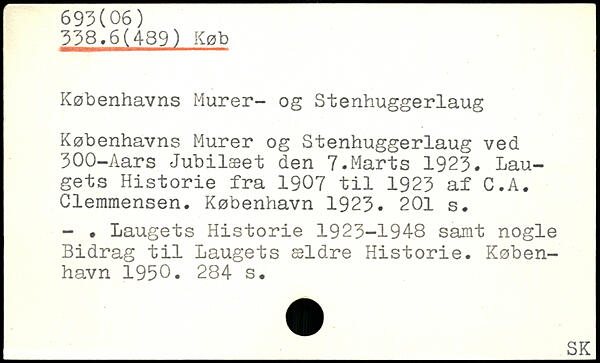 693(06)
338.6(489) Køb
Københavns Murer- og Stenhuggerlaug
Københavns Murer og Stenhuggerlaug ved
300-Aars Jubilæet den 7.Marts 1923. Lau-
gets Historie fra 1907 til 1923 af C.A.
Clemmensen. København 1923. 201 s.
- . Laugets Historie 1923-1948 samt nogle
Bidrag til Laugets ældre Historie. Køben-
havn 1950. 284 s.
SK